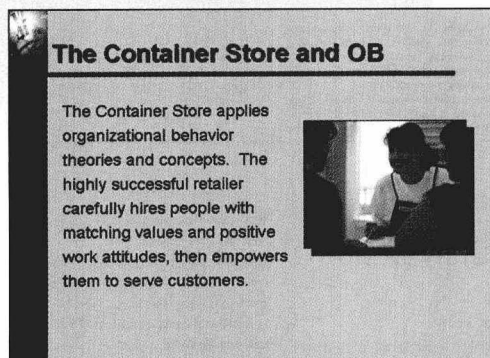 The Container Store and OB
The Container Store applies
organizational behavior
theories and concepts. The
highly successful retailer
carefully hires people with
matching values and positive
work attitudes, then empowers
them to serve customers.